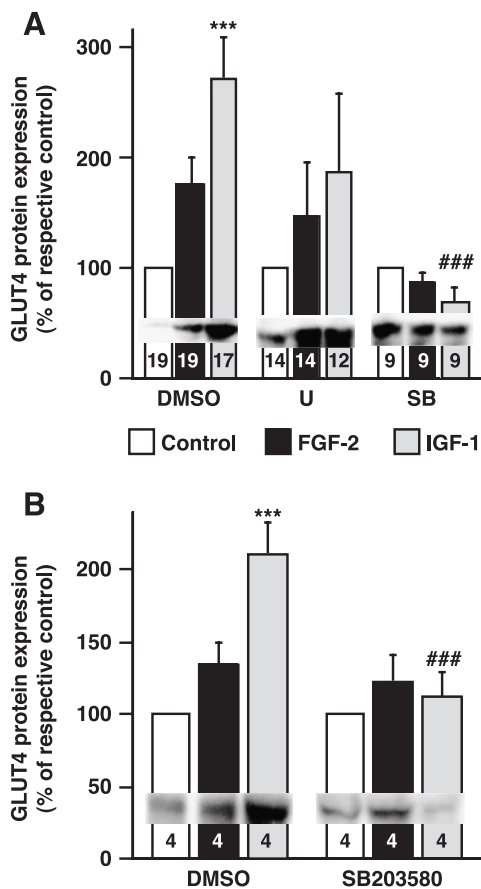 A
GLUT4 protein expression
(% of respective control)
300
200
100
0
***
###
19 19 17 14 14 12 9 9 9
DMSO U SB
Control FGF-2 IGF-1
B
GLUT4 protein expression
(% of respective control)
200
150
100
50
0
***
###
4 4 4 4 4 4
DMSO SB203580